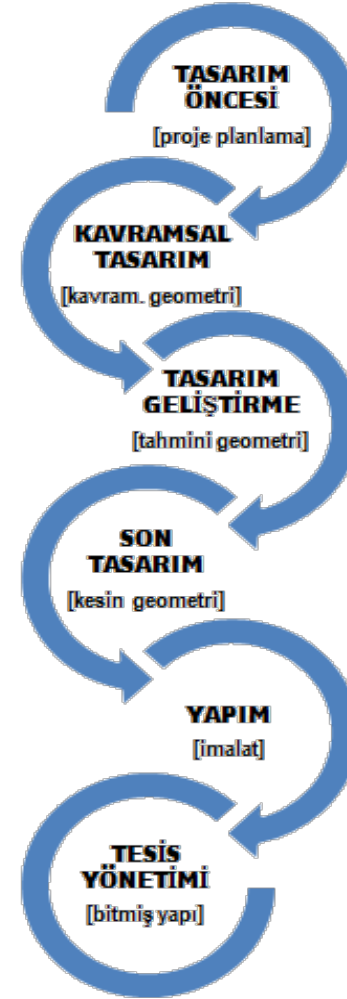 TASARIM
ÖNCESİ
[proje planlama]
KAVRAMSAL
TASARIM
[kavram. geometri]
TASARIM
GELİŞTİRME
[tahmini geometri]
SON
TASARIM
[kesin geometri]
YAPIM
[imalat]
TESİS
YÖNETİMİ
[bitmiş yapı]